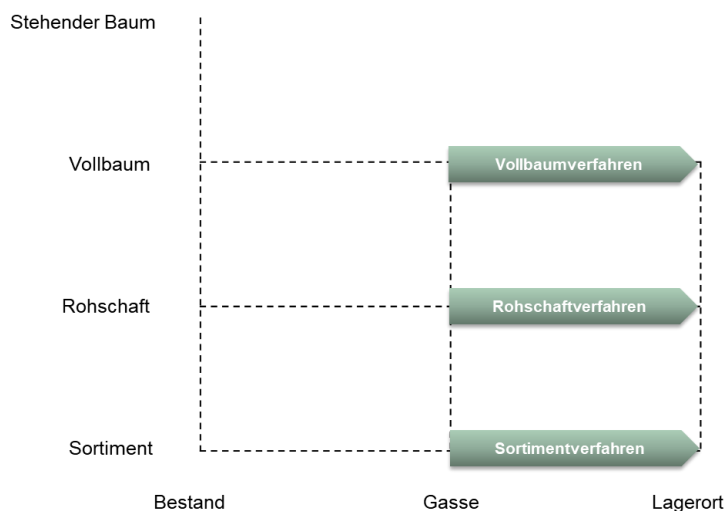 Stehender Baum
Vollbaum
Vollbaumverfahren
Rohschaft
Rohschaftverfahren
Sortiment
Sortimentverfahren
Bestand
Gasse
Lagerort